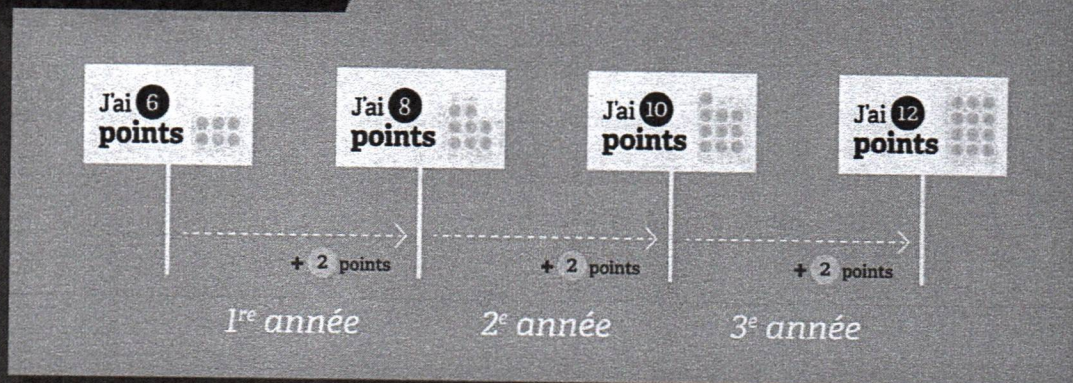 J'ai 6
points
J'ai 8
points
J'ai 10
points
J'ai 12
points
+ 2 points
+ 2 points
+ 2 points
1re année
2e année
3e année